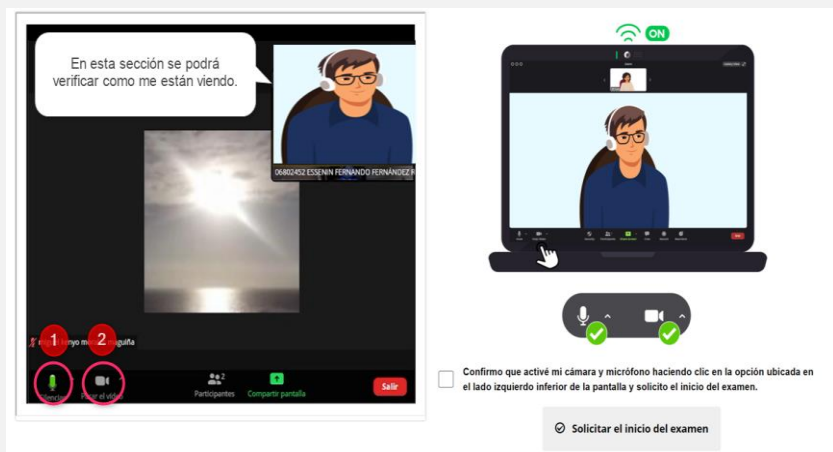 En esta sección se podrá
verificar como me están viendo.
06802452 ESSENIN FERNANDO FERNÁNDEZ R
maguiña
1
2
2
Participantes
Compartir pantalla
Salir
ON
Confirmo que activé mi cámara y micrófono haciendo clic en la opción ubicada en
el lado izquierdo inferior de la pantalla y solicito el inicio del examen.
Solicitar el inicio del examen